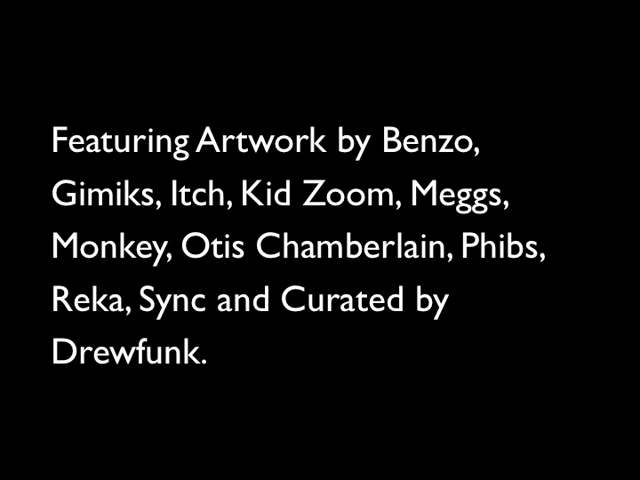 Featuring Artwork by Benzo,
Gimiks, Itch, Kid Zoom, Meggs,
Monkey, Otis Chamberlain, Phibs,
Reka, Sync and Curated by
Drewfunk.